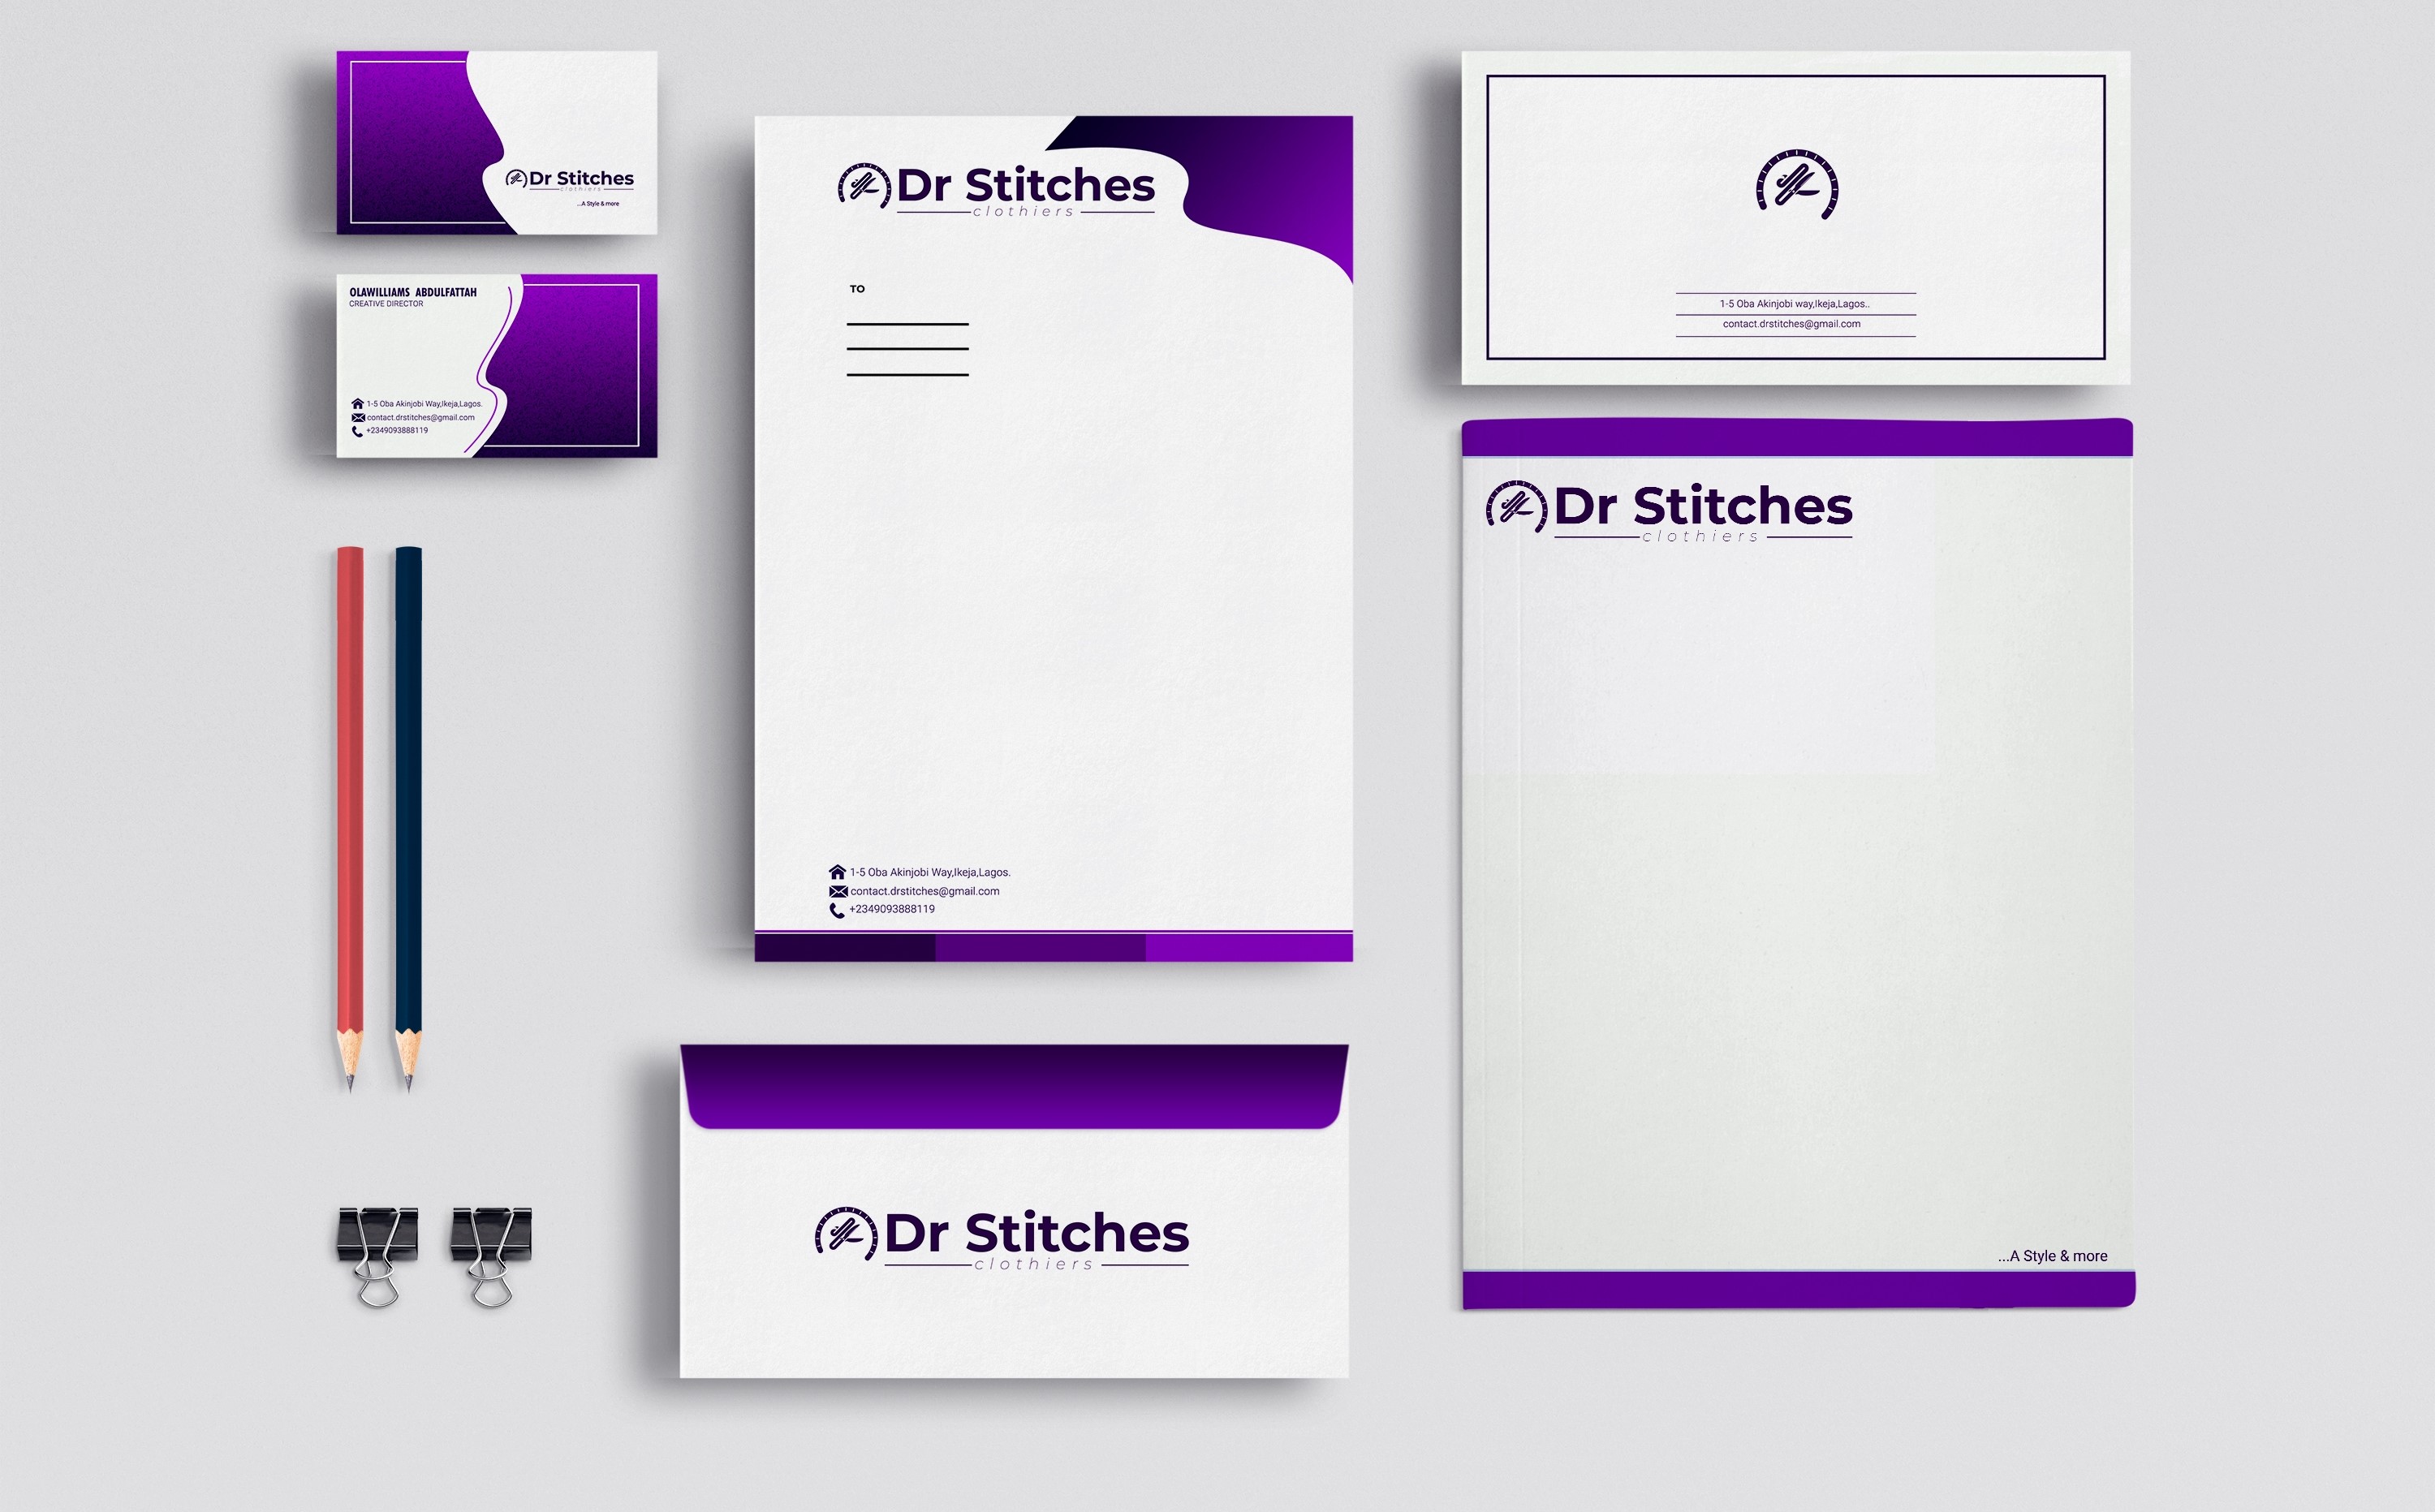 Dr Stitches
clothiers
...A Style & more
OLAWILLIAMS ABDULFATTAH
CREATIVE DIRECTOR
1-5 Oba Akinjobi Way,Ikeja,Lagos.
contact.drstitches@gmail.com
+2349093888119
Dr Stitches
clothiers
TO
1-5 Oba Akinjobi Way,Ikeja,Lagos.
contact.drstitches@gmail.com
+2349093888119
Dr Stitches
clothiers
1-5 Oba Akinjobi way,Ikeja,Lagos..
contact.drstitches@gmail.com
Dr Stitches
clothiers
...A Style & more